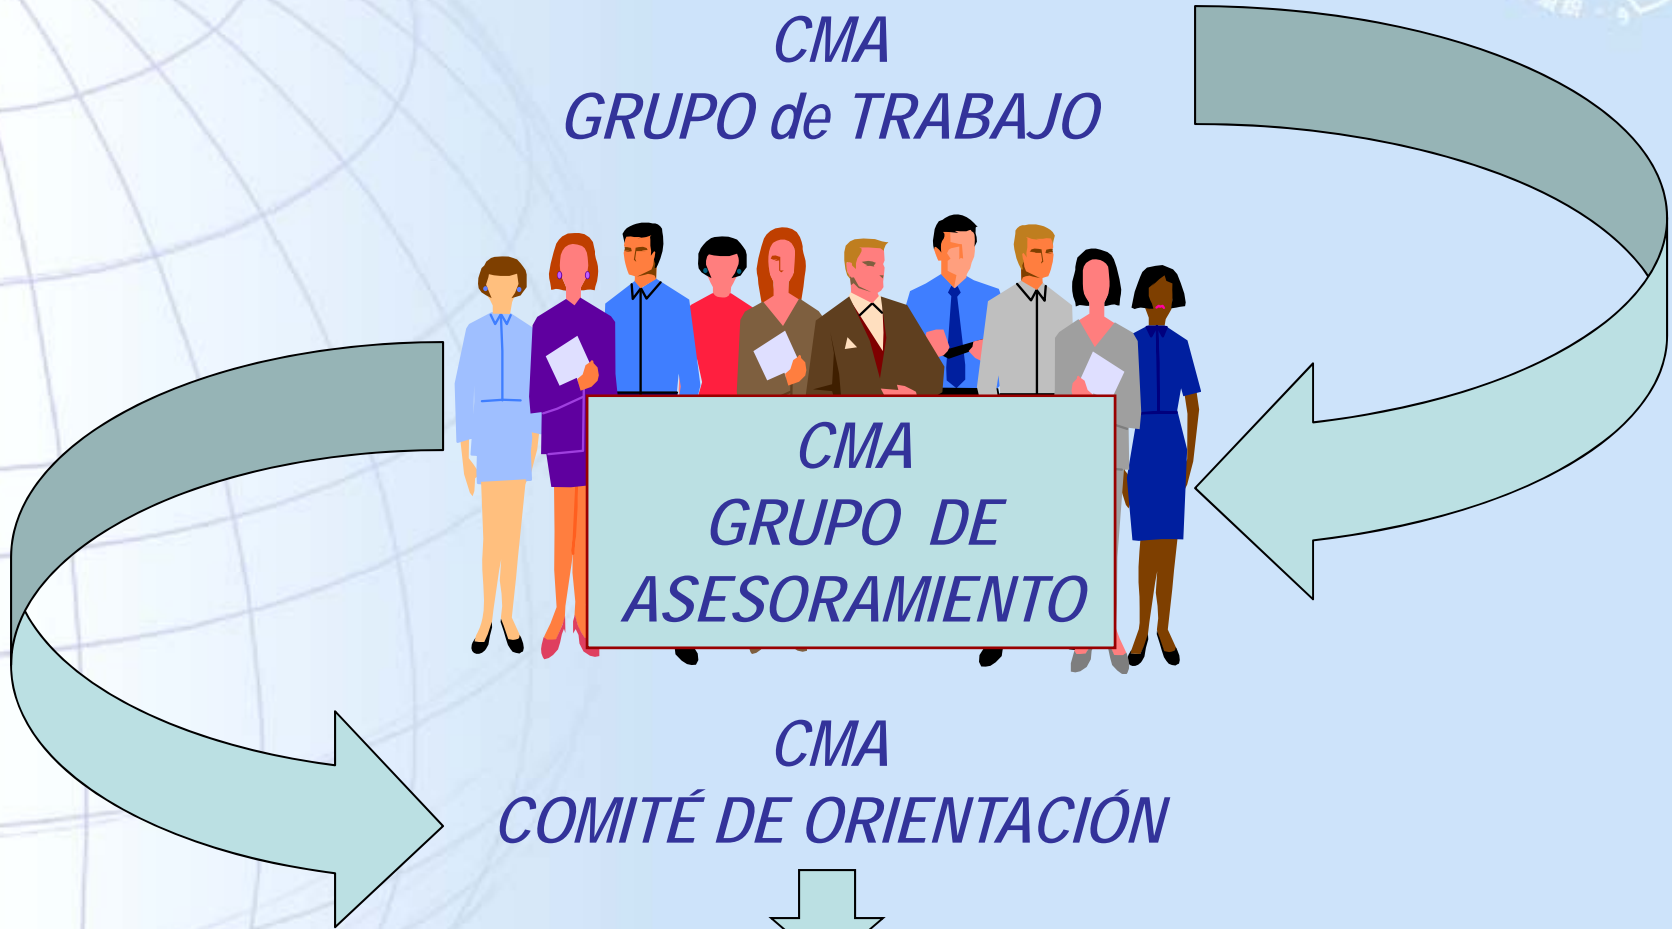 CMA
GRUPO de TRABAJO
CMA
GRUPO DE
ASESORAMIENTO
CMA
COMITÉ DE ORIENTACIÓN